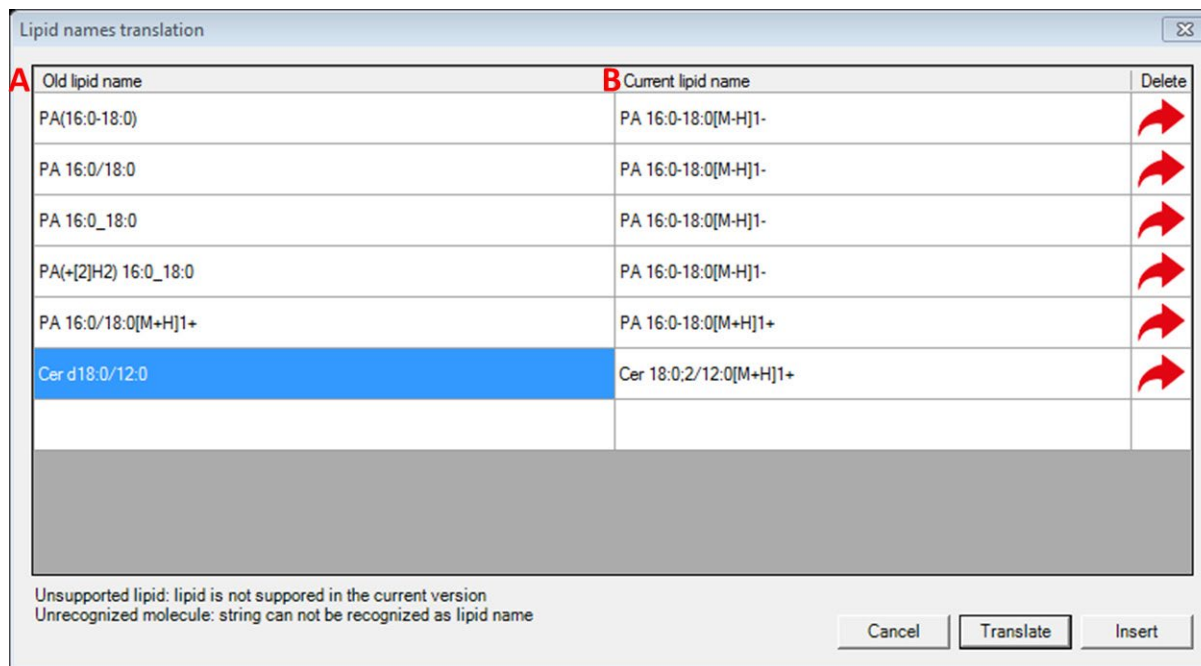 Lipid names translation
A Old lipid name B Current lipid name Delete
PA(16:0-18:0) PA 16:0-18:0[M-H]1-
PA 16:0/18:0 PA 16:0-18:0[M-H]1-
PA 16:0_18:0 PA 16:0-18:0[M-H]1-
PA(+[2]H2) 16:0_18:0 PA 16:0-18:0[M-H]1-
PA 16:0/18:0[M+H]1+ PA 16:0-18:0[M+H]1+
Cer d18:0/12:0 Cer 18:0;2/12:0[M+H]1+
Unsupported lipid: lipid is not suppored in the current version
Unrecognized molecule: string can not be recognized as lipid name
Cancel Translate Insert